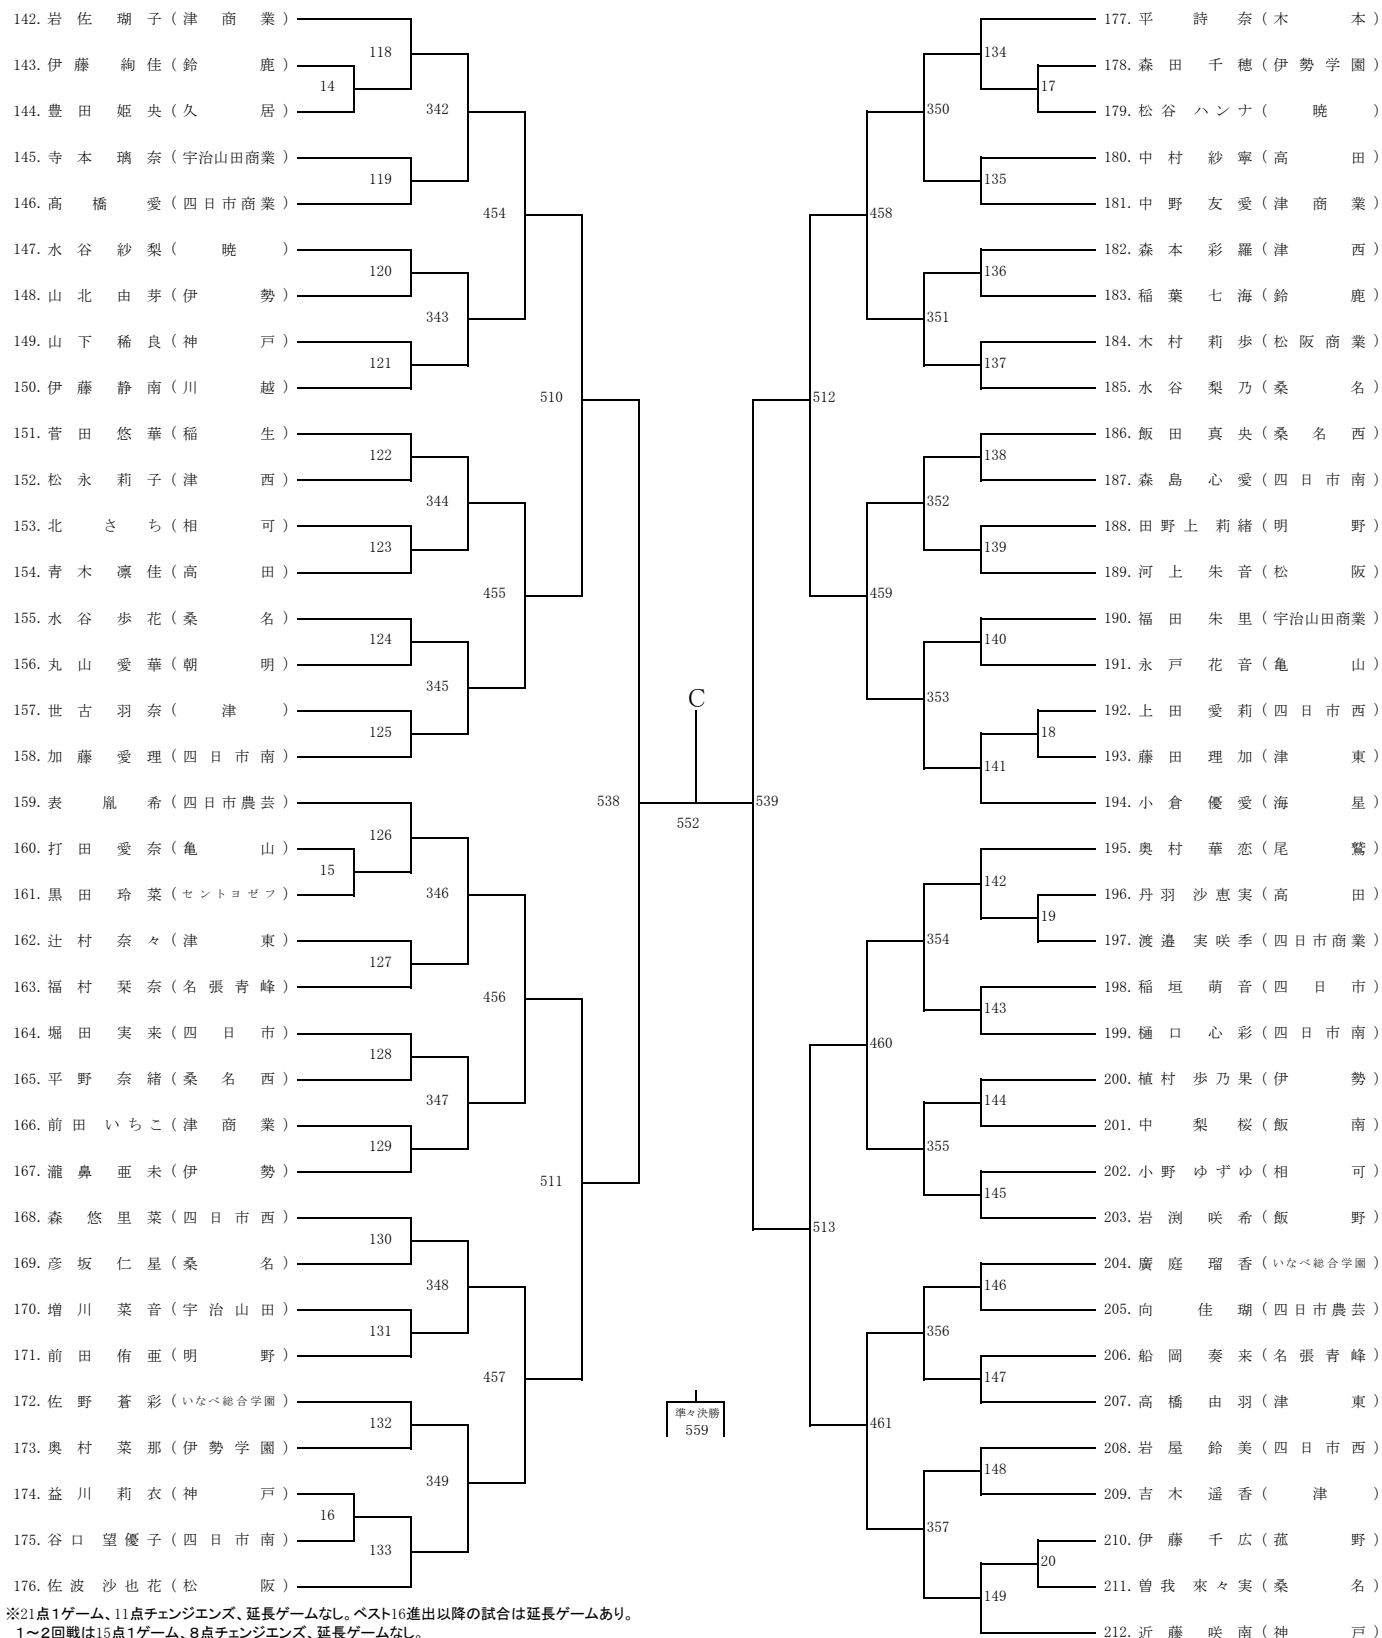 142. 岩佐 瑚子 (津商業)
143. 伊藤 絢佳 (鈴鹿)
144. 豊田 姫央 (久居)
145. 寺本 璃奈 (宇治山田商業)
146. 髙橋 愛 (四日市商業)
147. 水谷 紗梨 (暁)
148. 山北 由芽 (伊勢)
149. 山下 稀良 (神戸)
150. 伊藤 静南 (川越)
151. 菅田 悠華 (稲生)
152. 松永 莉子 (津西)
153. 北 さち (相可)
154. 青木 凛佳 (高田)
155. 水谷 歩花 (桑名)
156. 丸山 愛華 (朝明)
157. 世古 羽奈 (津)
158. 加藤 愛理 (四日市南)
159. 表 胤希 (四日市農芸)
160. 打田 愛奈 (亀山)
161. 黒田 玲菜 (セントヨゼフ)
162. 辻村 奈々 (津東)
163. 福村 栞奈 (名張青峰)
164. 堀田 実来 (四日市)
165. 平野 奈緒 (桑名西)
166. 前田 いちこ (津商業)
167. 瀧鼻 亜未 (伊勢)
168. 森 悠里菜 (四日市西)
169. 彦坂 仁星 (桑名)
170. 増川 菜音 (宇治山田)
171. 前田 侑亜 (明野)
172. 佐野 蒼彩 (いなべ総合学園)
173. 奥村 菜那 (伊勢学園)
174. 益川 莉衣 (神戸)
175. 谷口 望優子 (四日市南)
176. 佐波 沙也花 (松阪)
14
15
16
118
119
120
121
122
123
124
125
126
127
128
129
130
131
132
133
342
343
344
345
346
347
348
349
454
455
456
457
510
511
538
C
552
539
準々決勝
559
512
513
458
459
460
461
350
351
352
353
354
355
356
357
134
135
136
137
138
139
140
141
142
143
144
145
146
147
148
149
17
18
19
20
177. 平 詩奈 (木本)
178. 森田 千穂 (伊勢学園)
179. 松谷 ハンナ (暁)
180. 中村 紗寧 (高田)
181. 中野 友愛 (津商業)
182. 森本 彩羅 (津西)
183. 稲葉 七海 (鈴鹿)
184. 木村 莉歩 (松阪商業)
185. 水谷 梨乃 (桑名)
186. 飯田 真央 (桑名西)
187. 森島 心愛 (四日市南)
188. 田野上 莉緒 (明野)
189. 河上 朱音 (松阪)
190. 福田 朱里 (宇治山田商業)
191. 永戸 花音 (亀山)
192. 上田 愛莉 (四日市西)
193. 藤田 理加 (津東)
194. 小倉 優愛 (海星)
195. 奥村 華恋 (尾鷲)
196. 丹羽 沙恵実 (高田)
197. 渡邉 実咲季 (四日市商業)
198. 稲垣 萌音 (四日市)
199. 樋口 心彩 (四日市南)
200. 植村 歩乃果 (伊勢)
201. 中 梨桜 (飯南)
202. 小野 ゆずゆ (相可)
203. 岩渕 咲希 (飯野)
204. 廣庭 瑠香 (いなべ総合学園)
205. 向 佳瑚 (四日市農芸)
206. 船岡 奏来 (名張青峰)
207. 高橋 由羽 (津東)
208. 岩屋 鈴美 (四日市西)
209. 吉木 遥香 (津)
210. 伊藤 千広 (菰野)
211. 曽我 來々実 (桑名)
212. 近藤 咲南 (神戸)
※21点1ゲーム、11点チェンジエンズ、延長ゲームなし。ベスト16進出以降の試合は延長ゲームあり。
1〜2回戦は15点1ゲーム、8点チェンジエンズ、延長ゲームなし。